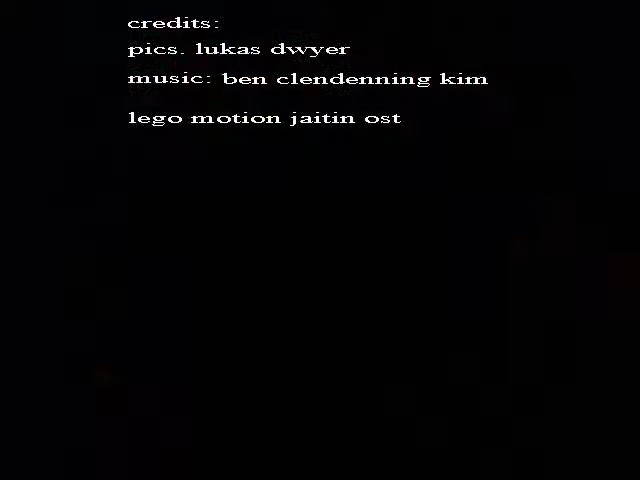 credits:
pics. lukas dwyer
music: ben clendenning kim
lego motion jaitin ost